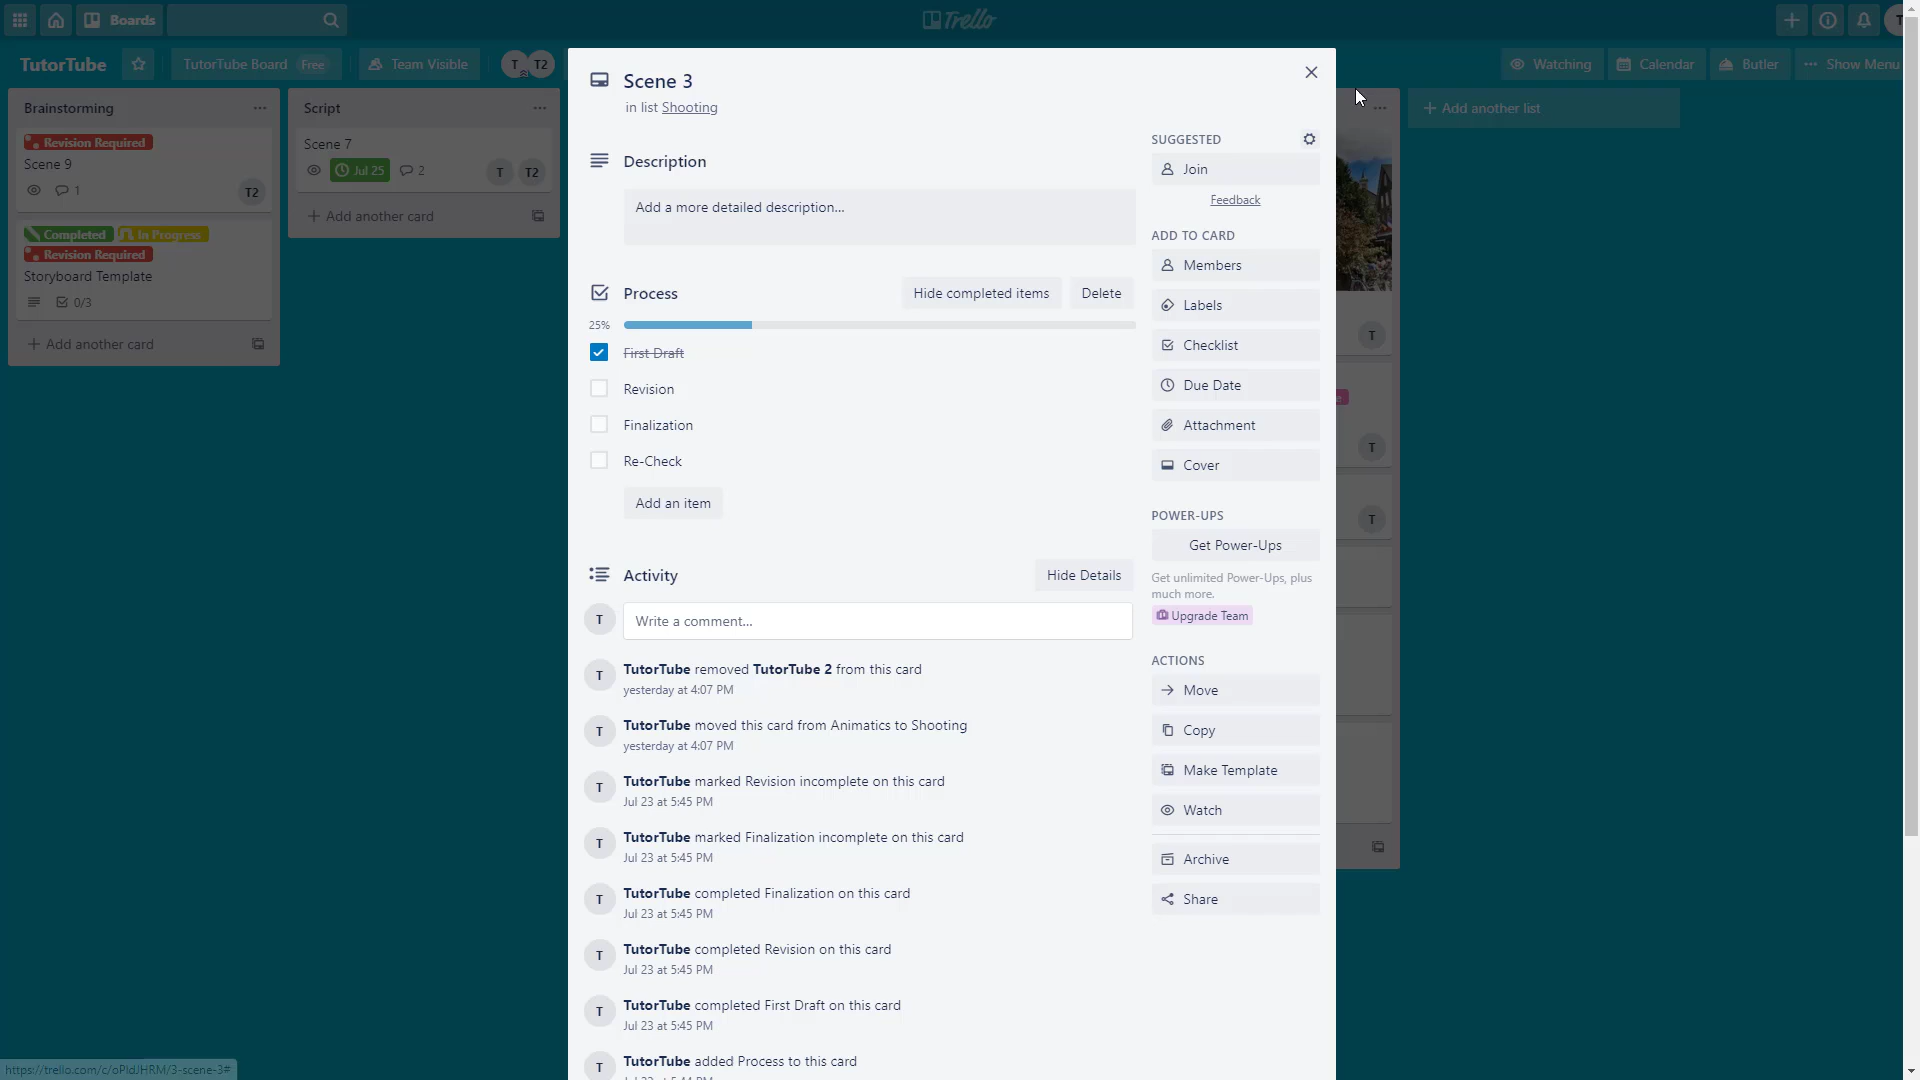 Boards
Trello
TutorTube
TutorTube Board Free
Team Visible
T T2
Watching
Calendar
Butler
Show Menu
Brainstorming
Revision Required
Scene 9
1
T2
Completed In Progress
Revision Required
Storyboard Template
0/3
+ Add another card
Script
Scene 7
Jul 25
2
T T2
+ Add another card
Scene 3
in list Shooting
Description
Add a more detailed description...
Process
Hide completed items
Delete
25%
First Draft
Revision
Finalization
Re-Check
Add an item
Activity
Hide Details
T
Write a comment...
T
TutorTube removed TutorTube 2 from this card
yesterday at 4:07 PM
T
TutorTube moved this card from Animatics to Shooting
yesterday at 4:07 PM
T
TutorTube marked Revision incomplete on this card
Jul 23 at 5:45 PM
T
TutorTube marked Finalization incomplete on this card
Jul 23 at 5:45 PM
T
TutorTube completed Finalization on this card
Jul 23 at 5:45 PM
T
TutorTube completed Revision on this card
Jul 23 at 5:45 PM
T
TutorTube completed First Draft on this card
Jul 23 at 5:45 PM
T
TutorTube added Process to this card
SUGGESTED
Join
Feedback
ADD TO CARD
Members
Labels
Checklist
Due Date
Attachment
Cover
POWER-UPS
Get Power-Ups
Get unlimited Power-Ups, plus
much more.
Upgrade Team
ACTIONS
Move
Copy
Make Template
Watch
Archive
Share
T
T
T
+ Add another list
T
https://trello.com/c/oPldJHRM/3-scene-3#